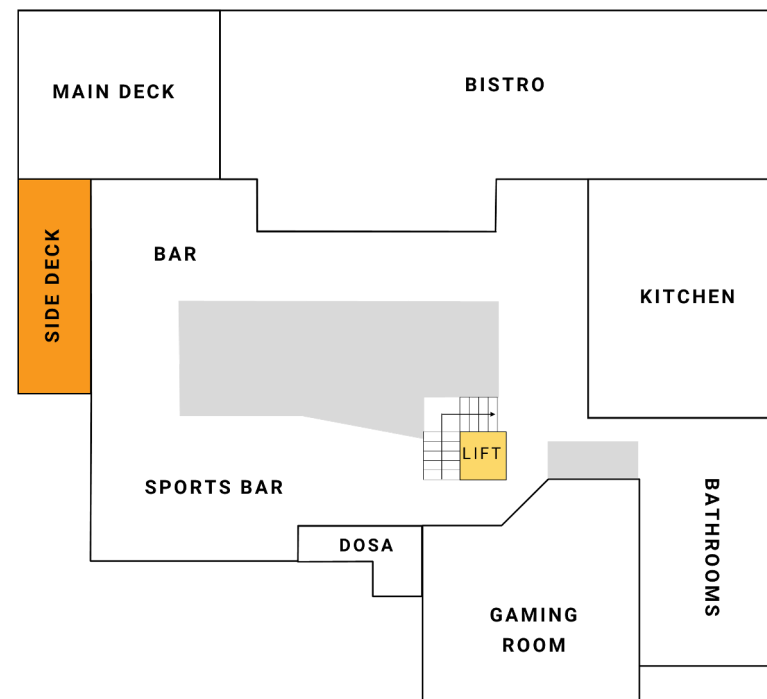 MAIN DECK
BISTRO
SIDE DECK
BAR
KITCHEN
LIFT
SPORTS BAR
BATHROOMS
DOSA
GAMING
ROOM